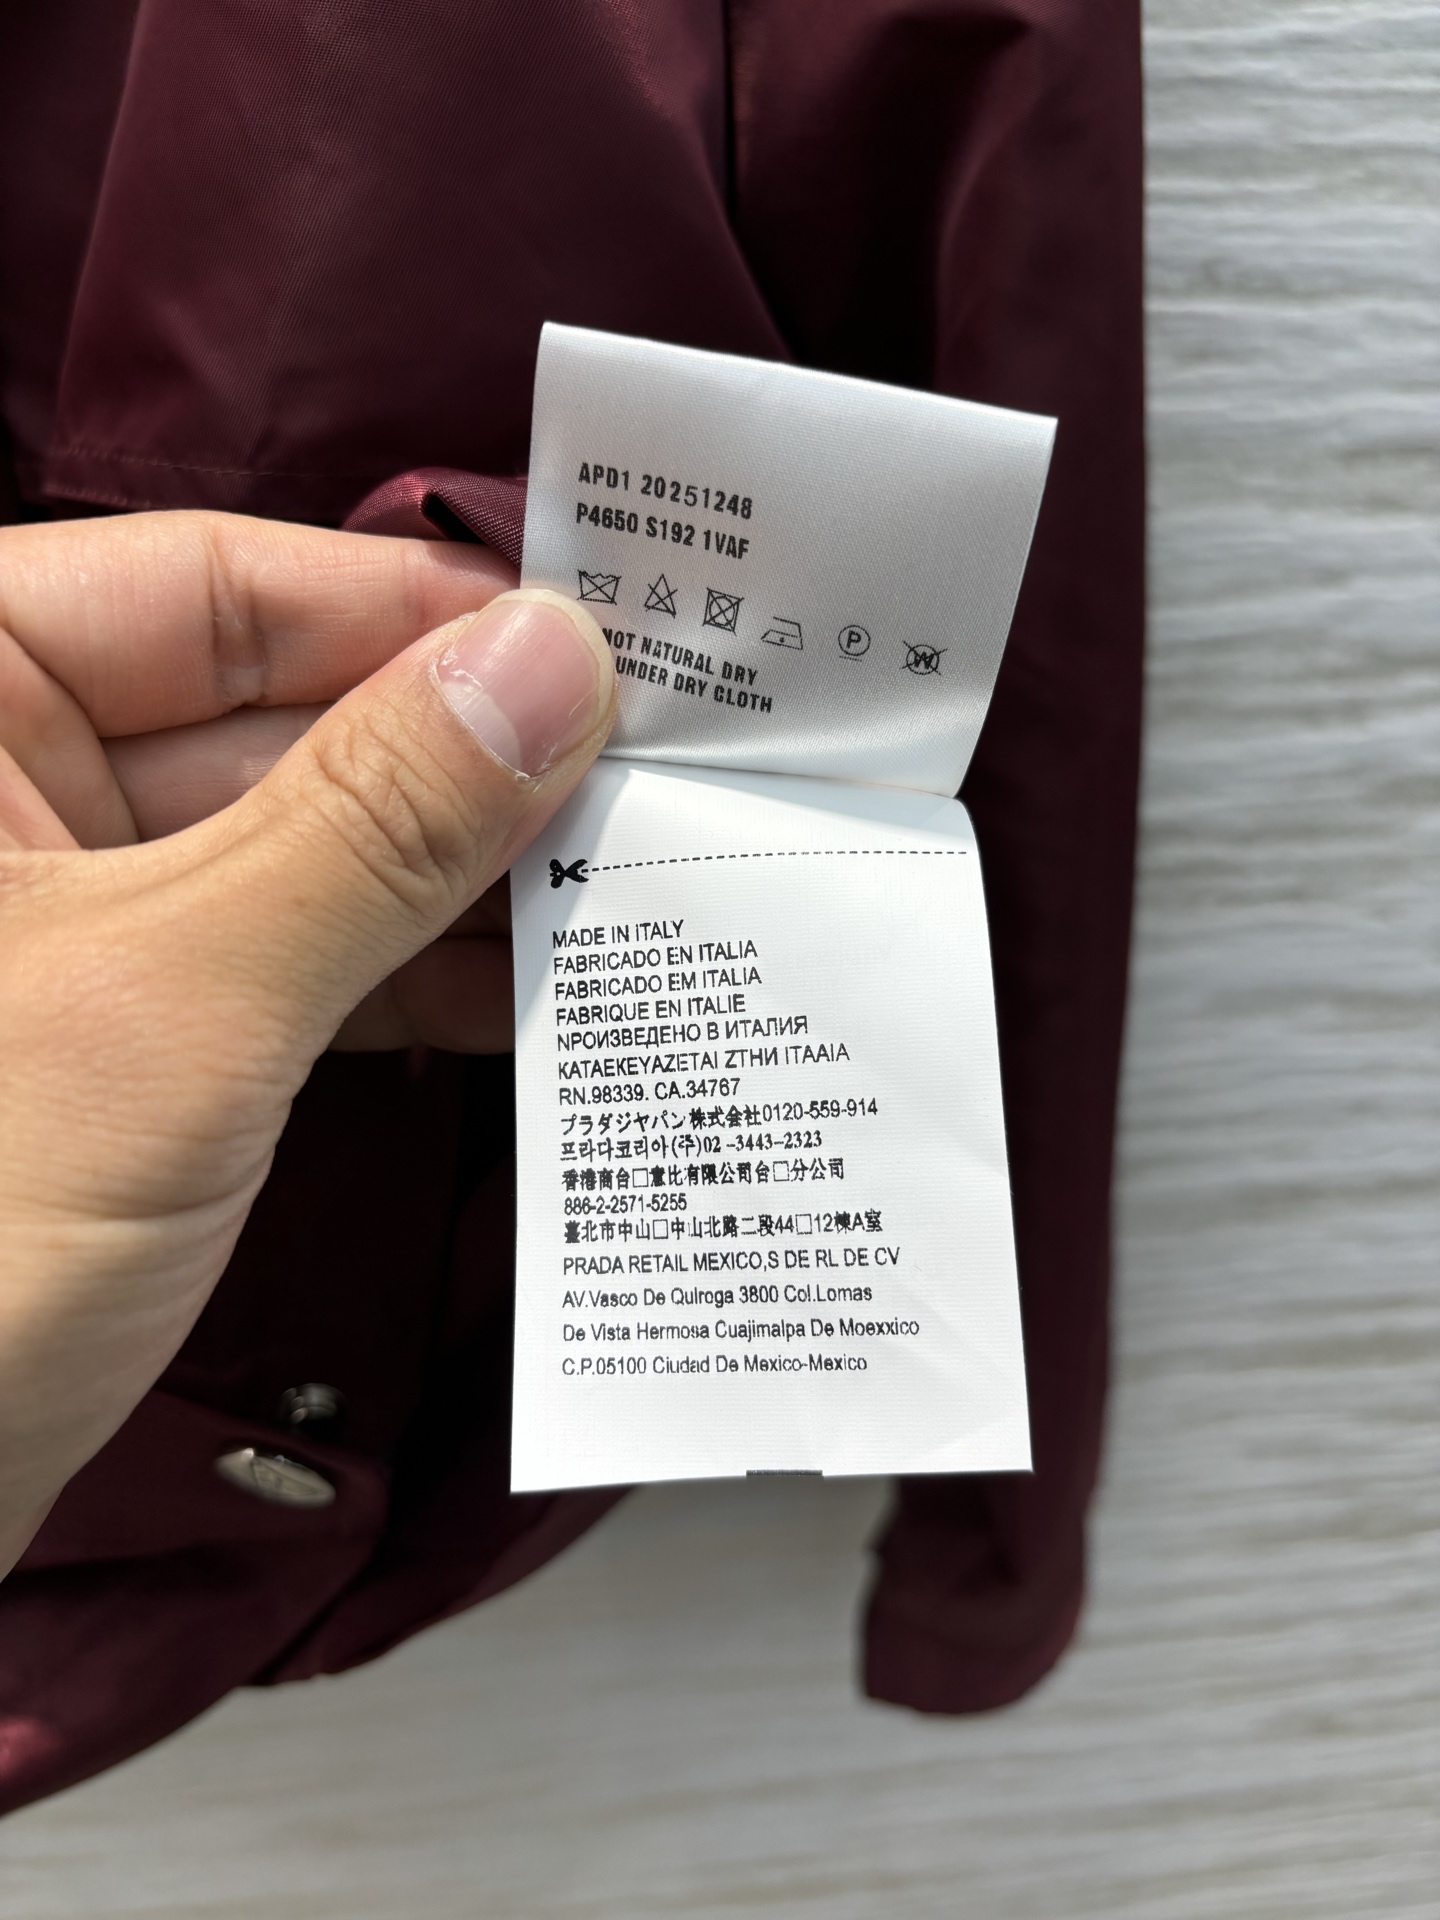 APD1 20251248
P4650 S192 1VAF
P
W
NOT NATURAL DRY
UNDER DRY CLOTH
MADE IN ITALY
FABRICADO EN ITALIA
FABRICADO EM ITALIA
FABRIQUE EN ITALIE
NPOИЗВЕДЕНО В ИТАЛИЯ
KATAEKEYAZETAI ZTHИ ITAAIA
RN.98339. CA.34767
プラダジヤパン株式会社0120-559-914
프라다코리아(주)02-3443-2323
香港商台□意比有限公司台□分公司
886-2-2571-5255
臺北市中山□中山北路二段44□12樓A室
PRADA RETAIL MEXICO,S DE RL DE CV
AV.Vasco De Qulroga 3800 Col.Lomas
De Vista Hermosa Cuajimalpa De Moexxico
C.P.05100 Ciudad De Mexico-Mexico